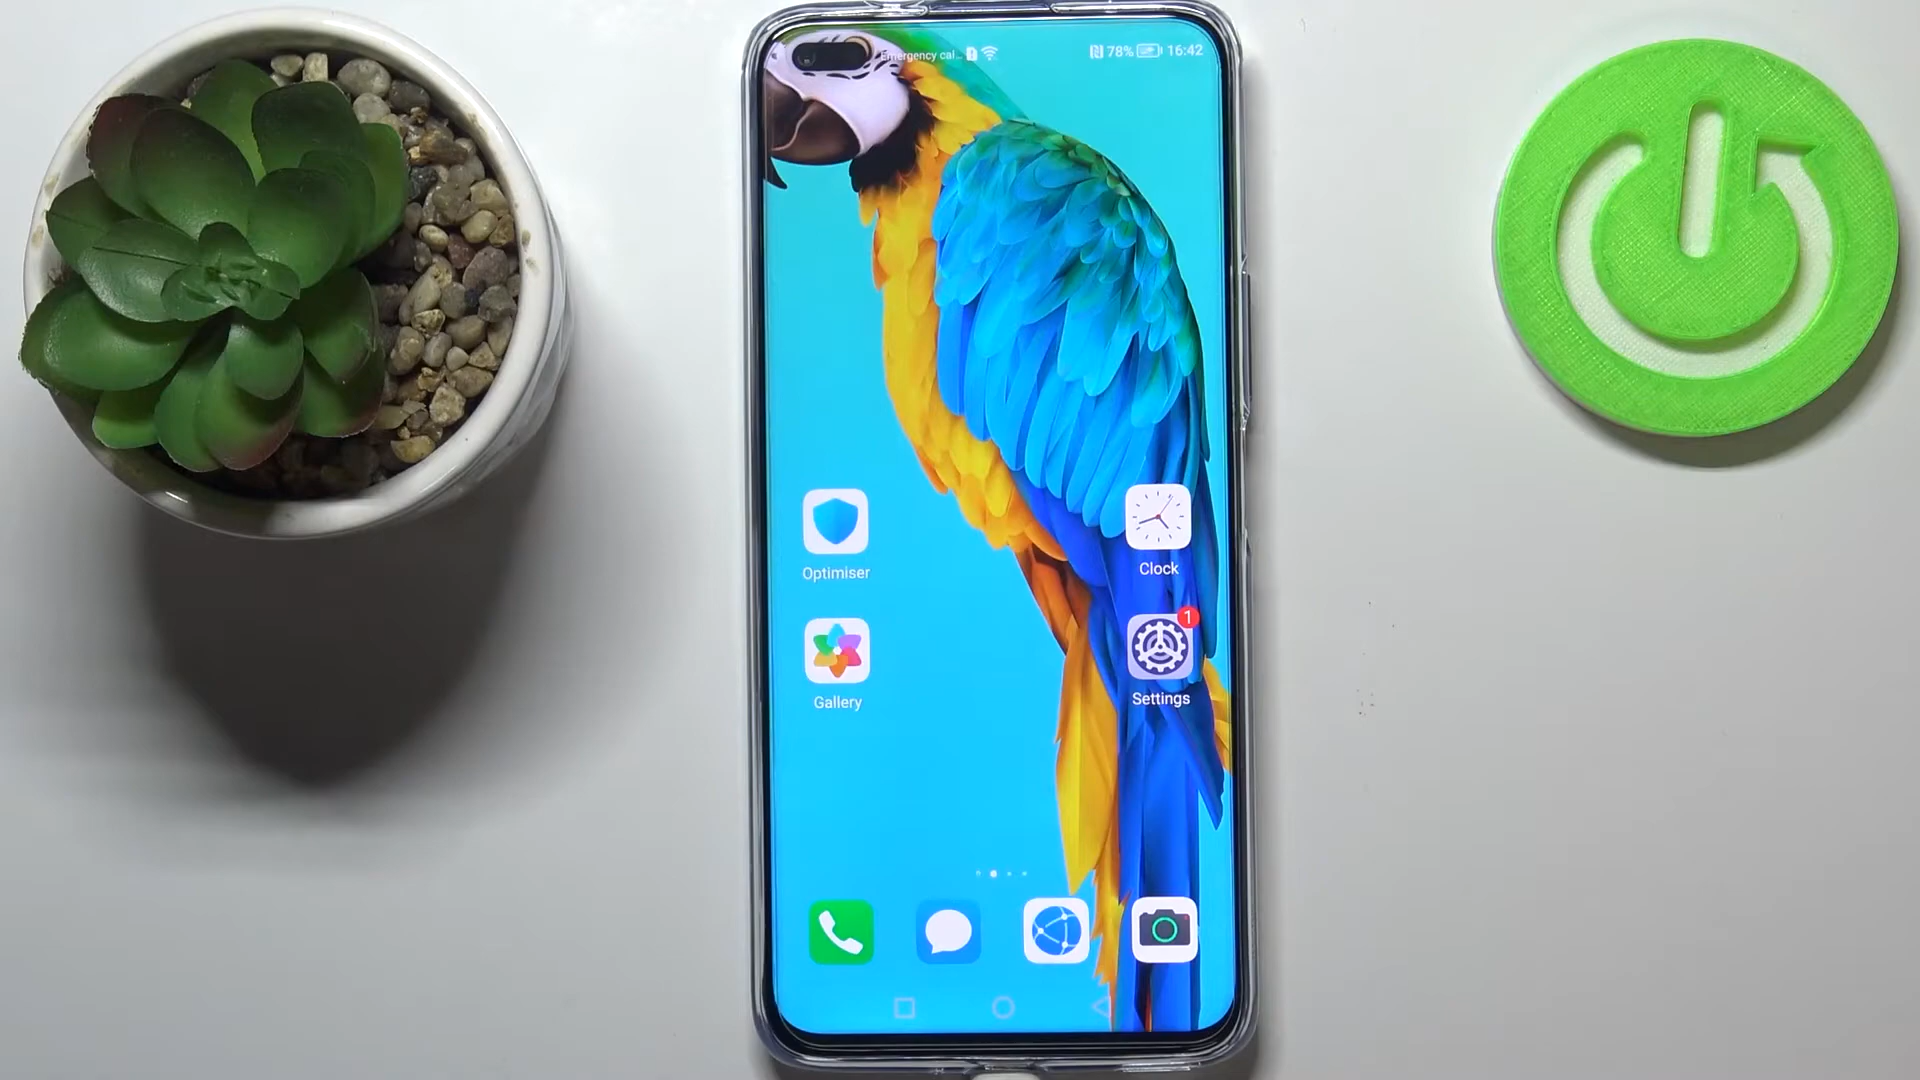 Emergency cal... 78% 16:42
Optimiser
Clock
1
Gallery
Settings